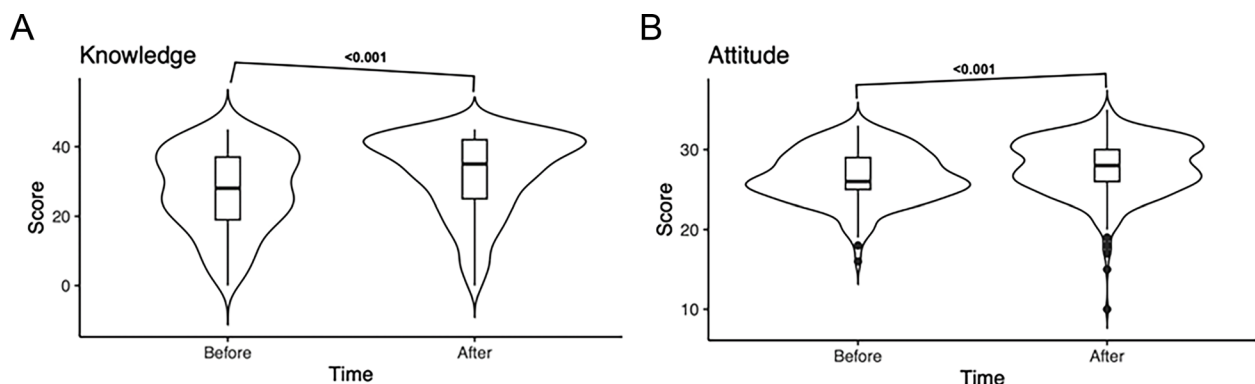 A
Knowledge
<0.001
40
20
0
Score
Before
After
Time
B
Attitude
<0.001
30
20
10
Score
Before
After
Time